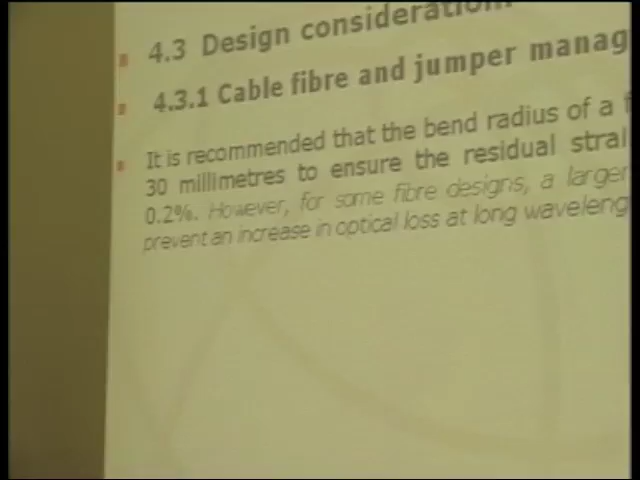 4.3 Design consideration
4.3.1 Cable fibre and jumper manag
It is recommended that the bend radius of a f
30 millimetres to ensure the residual strai
0.2%. However, for some fibre designs, a larger
prevent an increase in optical loss at long waveleng